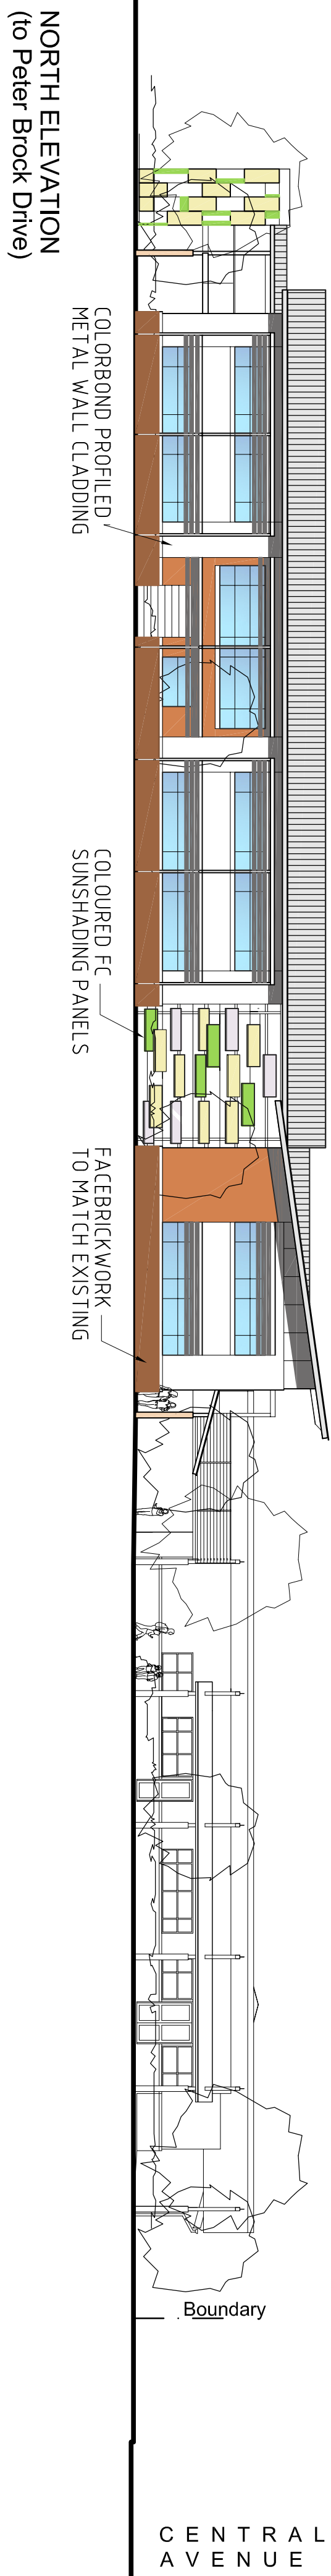 NORTH ELEVATION
(to Peter Brock Drive)
COLORBOND PROFILED
METAL WALL CLADDING
COLOURED FC
SUNSHADING PANELS
FACEBRICKWORK
TO MATCH EXISTING
Boundary
CENTRAL
AVENUE